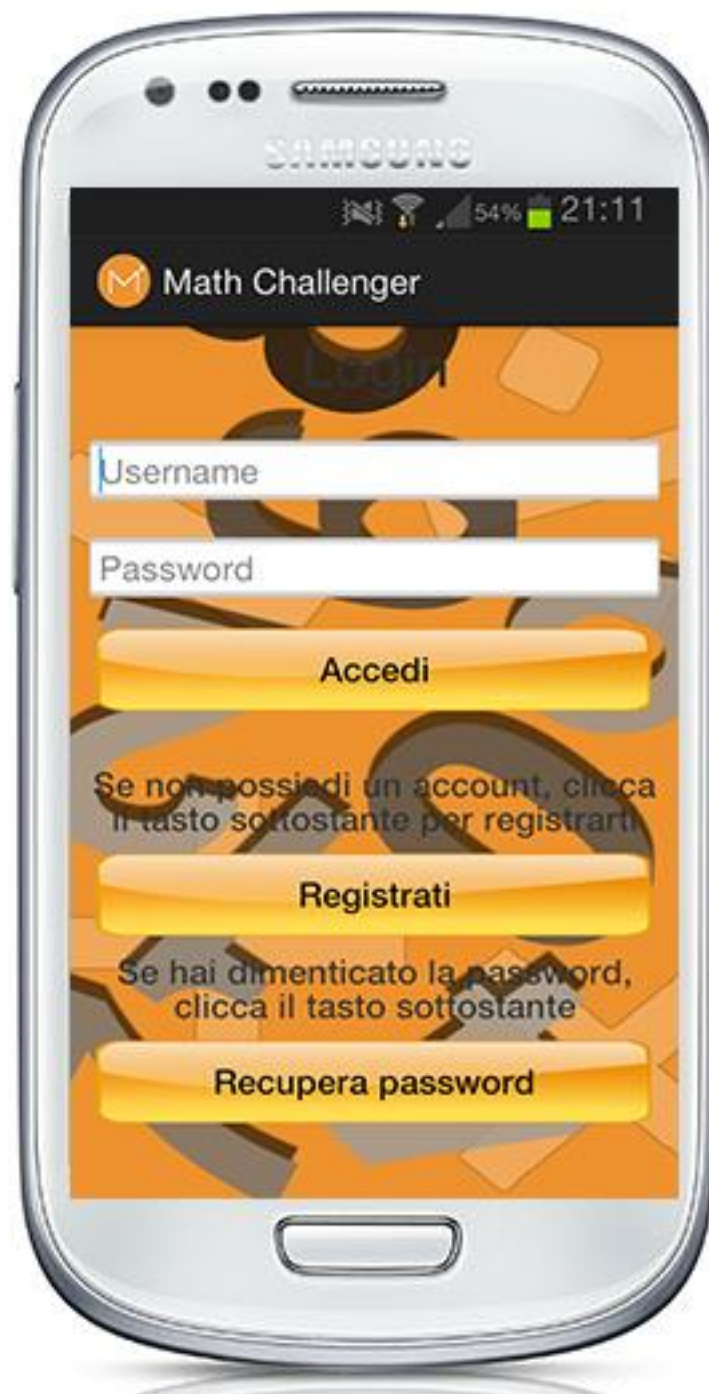 SAMSUNG
54% 21:11
Math Challenger
Login
Username
Password
Accedi
Se non possiedi un account, clicca
il tasto sottostante per registrarti
Registrati
Se hai dimenticato la password,
clicca il tasto sottostante
Recupera password